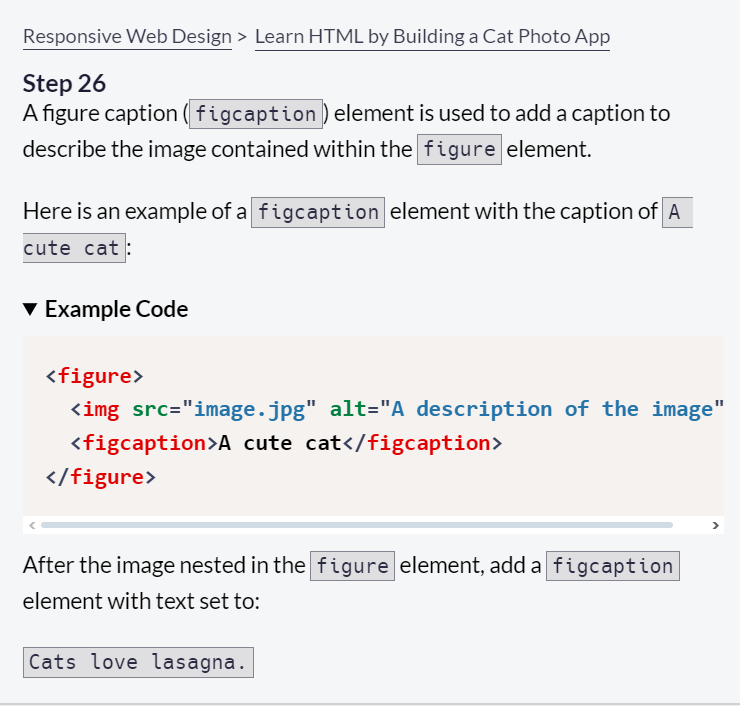 Responsive Web Design > Learn HTML by Building a Cat Photo App
Step 26
A figure caption (figcaption) element is used to add a caption to
describe the image contained within the figure element.
Here is an example of a figcaption element with the caption of A
cute cat:
▼ Example Code
<figure>
  <img src="image.jpg" alt="A description of the image"
  <figcaption>A cute cat</figcaption>
</figure>
After the image nested in the figure element, add a figcaption
element with text set to:
Cats love lasagna.